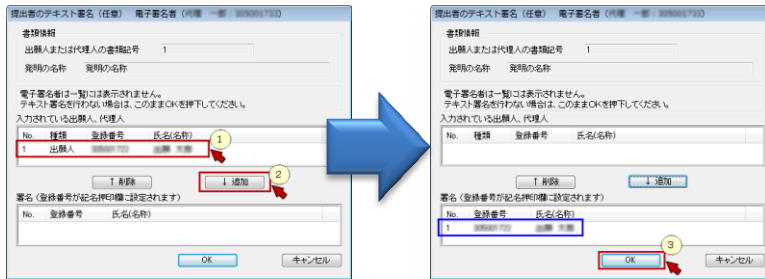 提出者のテキスト署名（任意） 電子署名者（
書類情報
出願人または代理人の書類記号 1
発明の名称 発明の名称
電子署名者は一覧には表示されません。
テキスト署名を行わない場合は、このままOKを押下してください。
入力されている出願人、代理人
No. 種類 登録番号 氏名(名称)
1 出願人
1
2
↑ 削除 ↓ 追加
署名（登録番号が記名押印欄に設定されます）
No. 登録番号 氏名(名称)
OK キャンセル
提出者のテキスト署名（任意） 電子署名者（
書類情報
出願人または代理人の書類記号 1
発明の名称 発明の名称
電子署名者は一覧には表示されません。
テキスト署名を行わない場合は、このままOKを押下してください。
入力されている出願人、代理人
No. 種類 登録番号 氏名(名称)
↑ 削除 ↓ 追加
署名（登録番号が記名押印欄に設定されます）
No. 登録番号 氏名(名称)
1
3
OK キャンセル